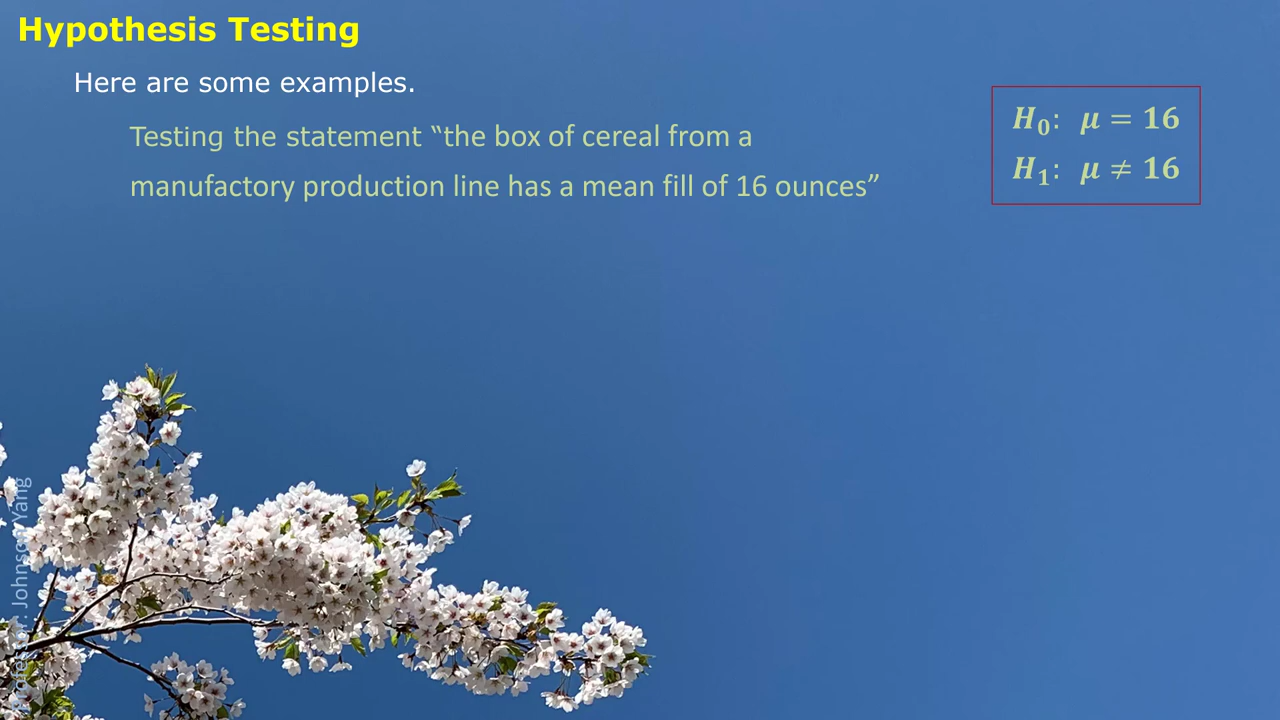 Hypothesis Testing
Here are some examples.
Testing the statement “the box of cereal from a
manufactory production line has a mean fill of 16 ounces”
H₀: μ = 16
H₁: μ ≠ 16
Professor: Johnson Yang